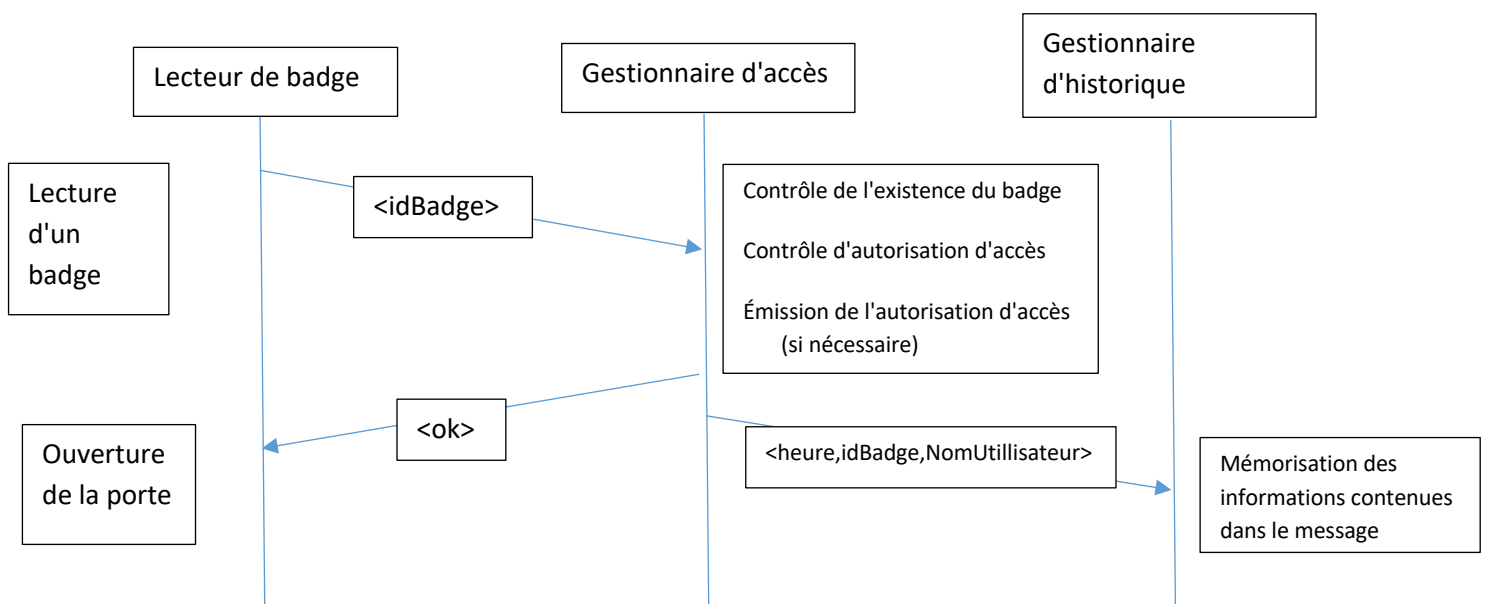 Lecteur de badge
Gestionnaire d'accès
Gestionnaire
d'historique
Lecture
d'un
badge
<idBadge>
Contrôle de l'existence du badge
Contrôle d'autorisation d'accès
Émission de l'autorisation d'accès
(si nécessaire)
<ok>
<heure,idBadge,NomUtillisateur>
Ouverture
de la porte
Mémorisation des
informations contenues
dans le message